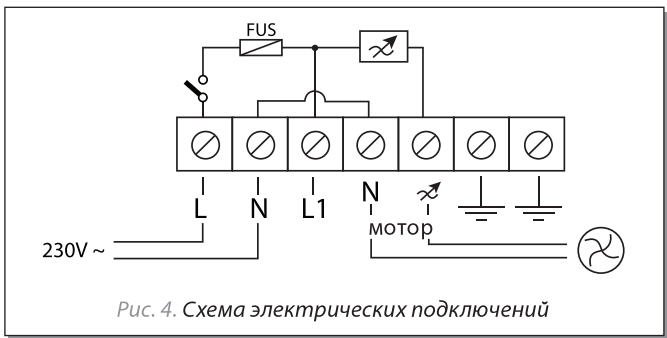 FUS
L N L1 N
мотор
230V ~
Рис. 4. Схема электрических подключений